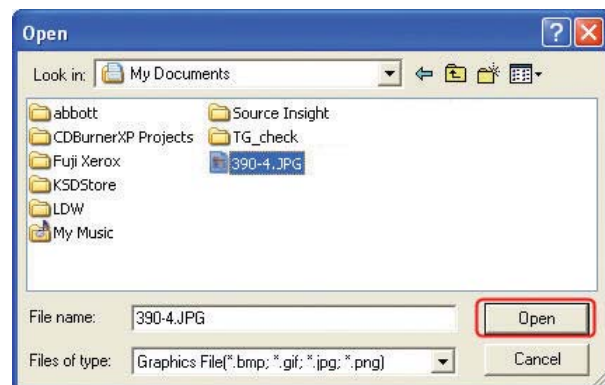 Open
Look in: My Documents
abbott
CDBurnerXP Projects
Fuji Xerox
KSDStore
LDW
My Music
Source Insight
TG_check
390-4.JPG
File name: 390-4.JPG Open
Files of type: Graphics File(*.bmp; *.gif; *.jpg; *.png) Cancel